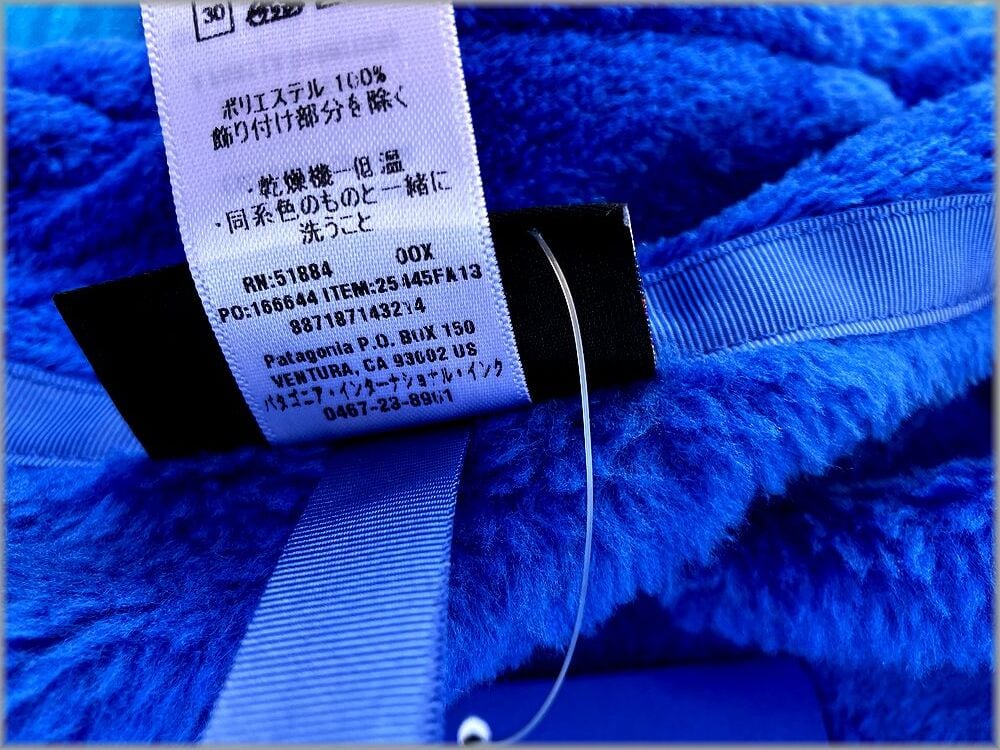 30
ポリエステル 100%
飾り付け部分を除く
・乾燥機一低温
・同系色のものと一緒に
洗うこと
RN:51884 00X
PO:166644 ITEM:25445FA13
887187143214
Patagonia P.O. BOX 150
VENTURA, CA 93002 US
パタゴニア・インターナショナル・インク
0467-23-8961